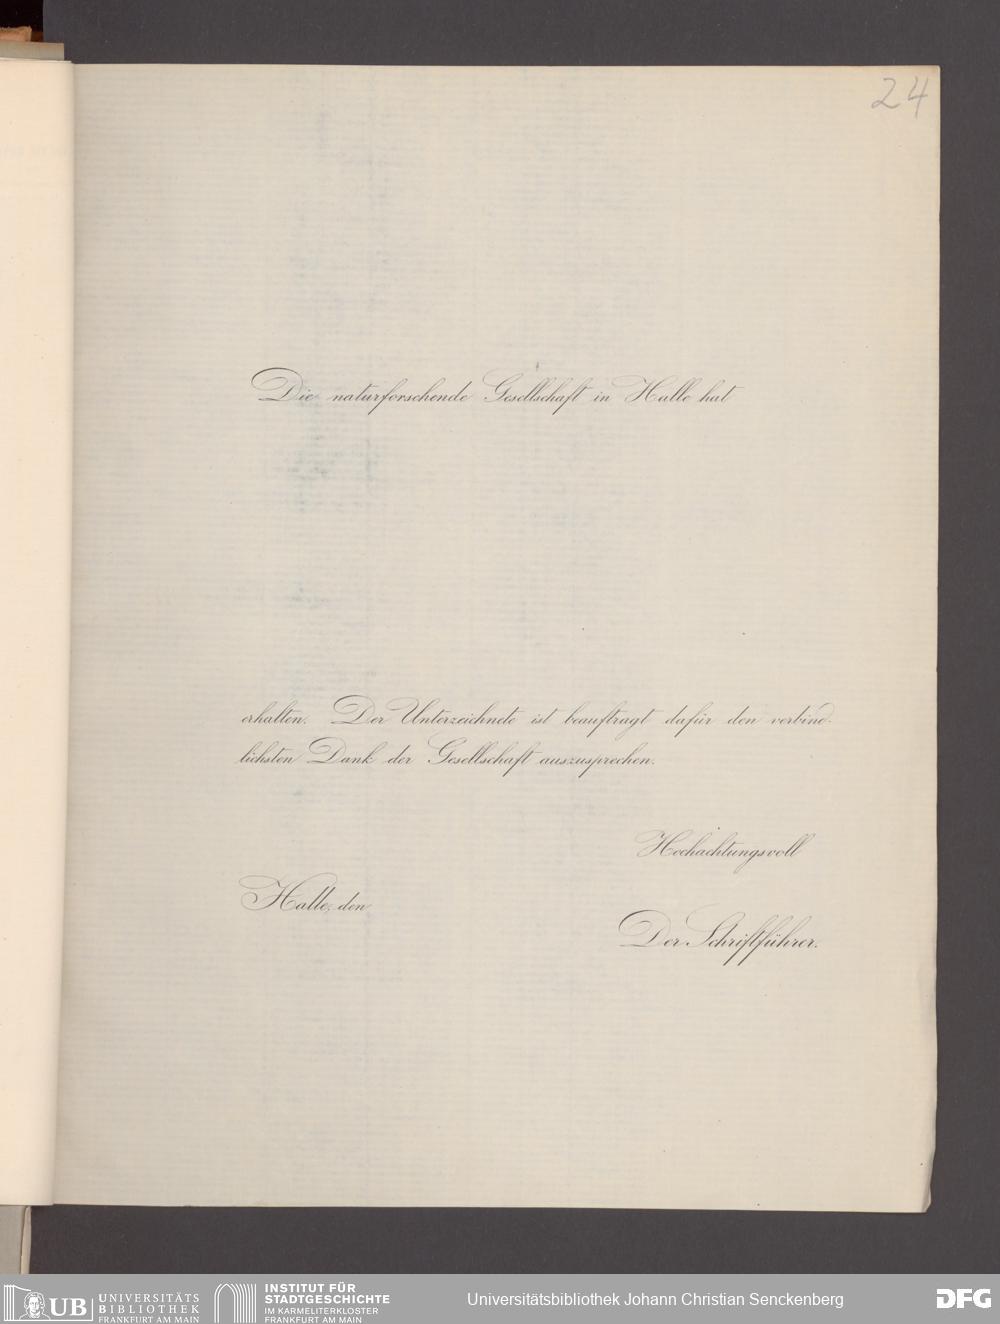 24
Die naturforschende Gesellschaft in Halle hat
erhalten. Der Unterzeichnete ist beauftragt dafür den verbind-
lichsten Dank der Gesellschaft auszusprechen.
Hochachtungsvoll
Halle, den
Der Schriftführer.
UB
UNIVERSITÄTS
BIBLIOTHEK
FRANKFURT AM MAIN
INSTITUT FÜR
STADTGESCHICHTE
IM KARMELITERKLOSTER
FRANKFURT AM MAIN
Universitätsbibliothek Johann Christian Senckenberg
DFG